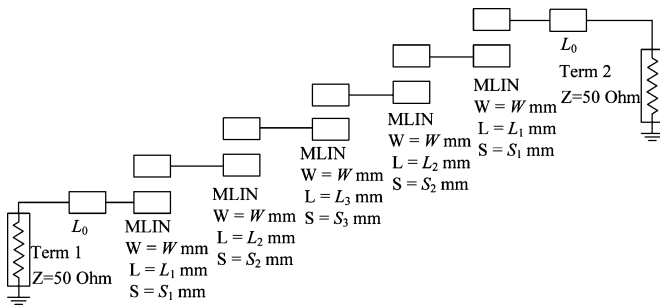 L₀
Term 1
Z=50 Ohm
MLIN
W = W mm
L = L₁ mm
S = S₁ mm
MLIN
W = W mm
L = L₂ mm
S = S₂ mm
MLIN
W = W mm
L = L₃ mm
S = S₃ mm
MLIN
W = W mm
L = L₂ mm
S = S₂ mm
MLIN
W = W mm
L = L₁ mm
S = S₁ mm
L₀
Term 2
Z=50 Ohm